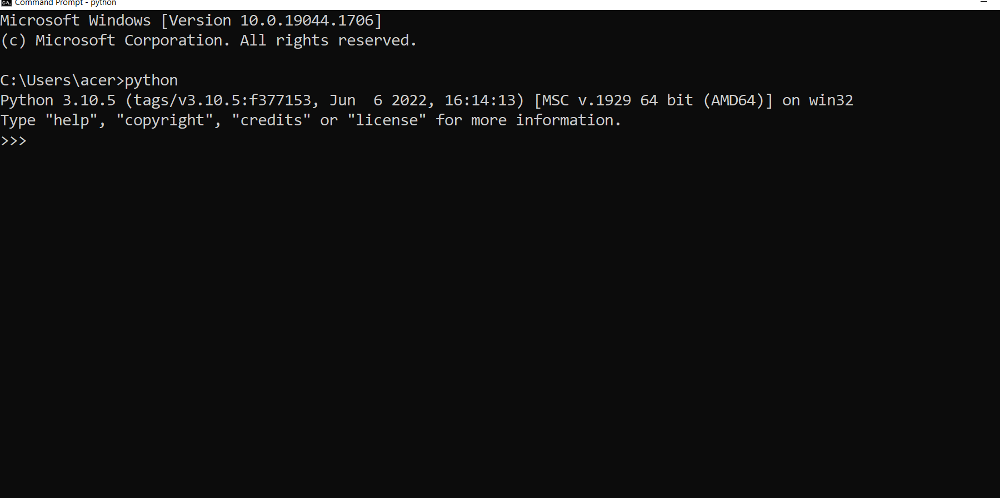 Command Prompt - python
Microsoft Windows [Version 10.0.19044.1706]
(c) Microsoft Corporation. All rights reserved.
C:\Users\acer>python
Python 3.10.5 (tags/v3.10.5:f377153, Jun  6 2022, 16:14:13) [MSC v.1929 64 bit (AMD64)] on win32
Type "help", "copyright", "credits" or "license" for more information.
>>>